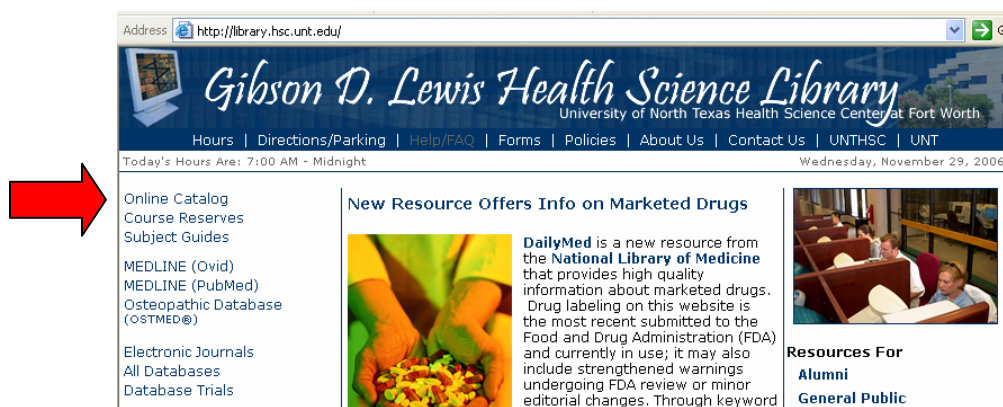 Address http://library.hsc.unt.edu/
Gibson D. Lewis Health Science Library
University of North Texas Health Science Center at Fort Worth
Hours | Directions/Parking | Help/FAQ | Forms | Policies | About Us | Contact Us | UNTHSC | UNT
Today's Hours Are: 7:00 AM - Midnight
Wednesday, November 29, 2006
Online Catalog
Course Reserves
Subject Guides
MEDLINE (Ovid)
MEDLINE (PubMed)
Osteopathic Database
(OSTMED®)
Electronic Journals
All Databases
Database Trials
New Resource Offers Info on Marketed Drugs
DailyMed is a new resource from
the National Library of Medicine
that provides high quality
information about marketed drugs.
Drug labeling on this website is
the most recent submitted to the
Food and Drug Administration (FDA)
and currently in use; it may also
include strengthened warnings
undergoing FDA review or minor
editorial changes. Through keyword
Resources For
Alumni
General Public